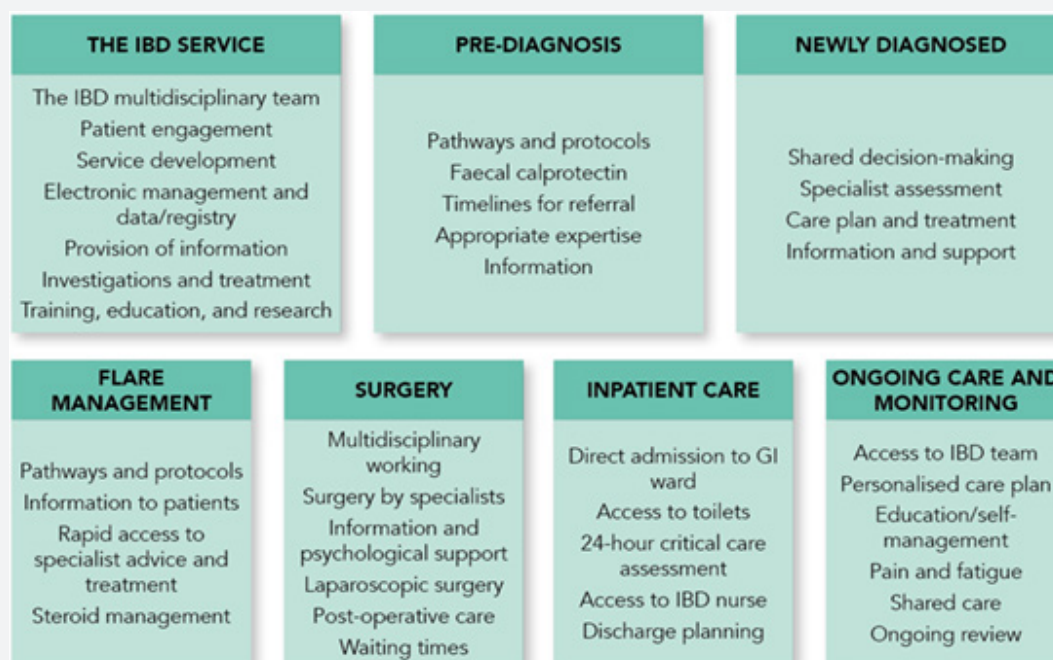 THE IBD SERVICE
The IBD multidisciplinary team
Patient engagement
Service development
Electronic management and
data/registry
Provision of information
Investigations and treatment
Training, education, and research
PRE-DIAGNOSIS
Pathways and protocols
Faecal calprotectin
Timelines for referral
Appropriate expertise
Information
NEWLY DIAGNOSED
Shared decision-making
Specialist assessment
Care plan and treatment
Information and support
FLARE
MANAGEMENT
Pathways and protocols
Information to patients
Rapid access to
specialist advice and
treatment
Steroid management
SURGERY
Multidisciplinary
working
Surgery by specialists
Information and
psychological support
Laparoscopic surgery
Post-operative care
Waiting times
INPATIENT CARE
Direct admission to GI
ward
Access to toilets
24-hour critical care
assessment
Access to IBD nurse
Discharge planning
ONGOING CARE AND
MONITORING
Access to IBD team
Personalised care plan
Education/self-
management
Pain and fatigue
Shared care
Ongoing review